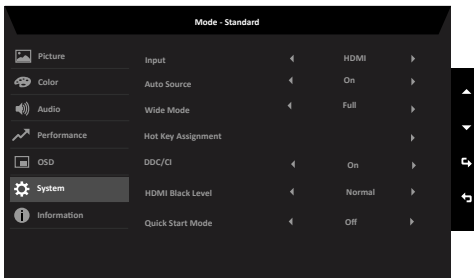 Mode - Standard
Picture
Color
Audio
Performance
OSD
System
Information
Input HDMI
Auto Source On
Wide Mode Full
Hot Key Assignment
DDC/CI On
HDMI Black Level Normal
Quick Start Mode Off